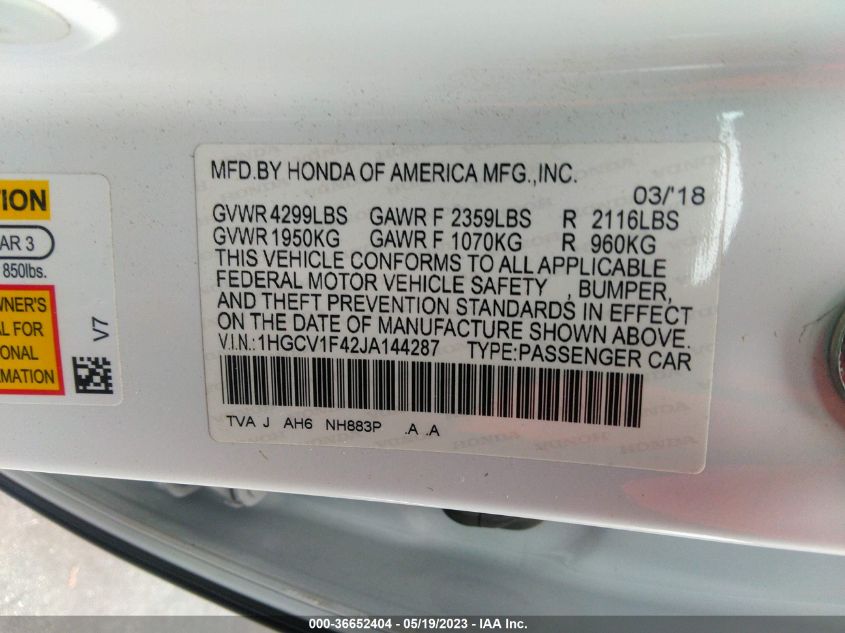 MFD.BY HONDA OF AMERICA MFG.,INC.
03/'18
GVWR 4299LBS GAWR F 2359LBS R 2116LBS
GVWR 1950KG GAWR F 1070KG R 960KG
THIS VEHICLE CONFORMS TO ALL APPLICABLE
FEDERAL MOTOR VEHICLE SAFETY , BUMPER,
AND THEFT PREVENTION STANDARDS IN EFFECT
ON THE DATE OF MANUFACTURE SHOWN ABOVE.
V.I.N.:1HGCV1F42JA144287 TYPE:PASSENGER CAR
TVA J AH6 NH883P .A .A
TION
AR 3
850lbs.
WNER'S
AL FOR
ONAL
RMATION
V7
000-36652404 - 05/19/2023 - IAA Inc.